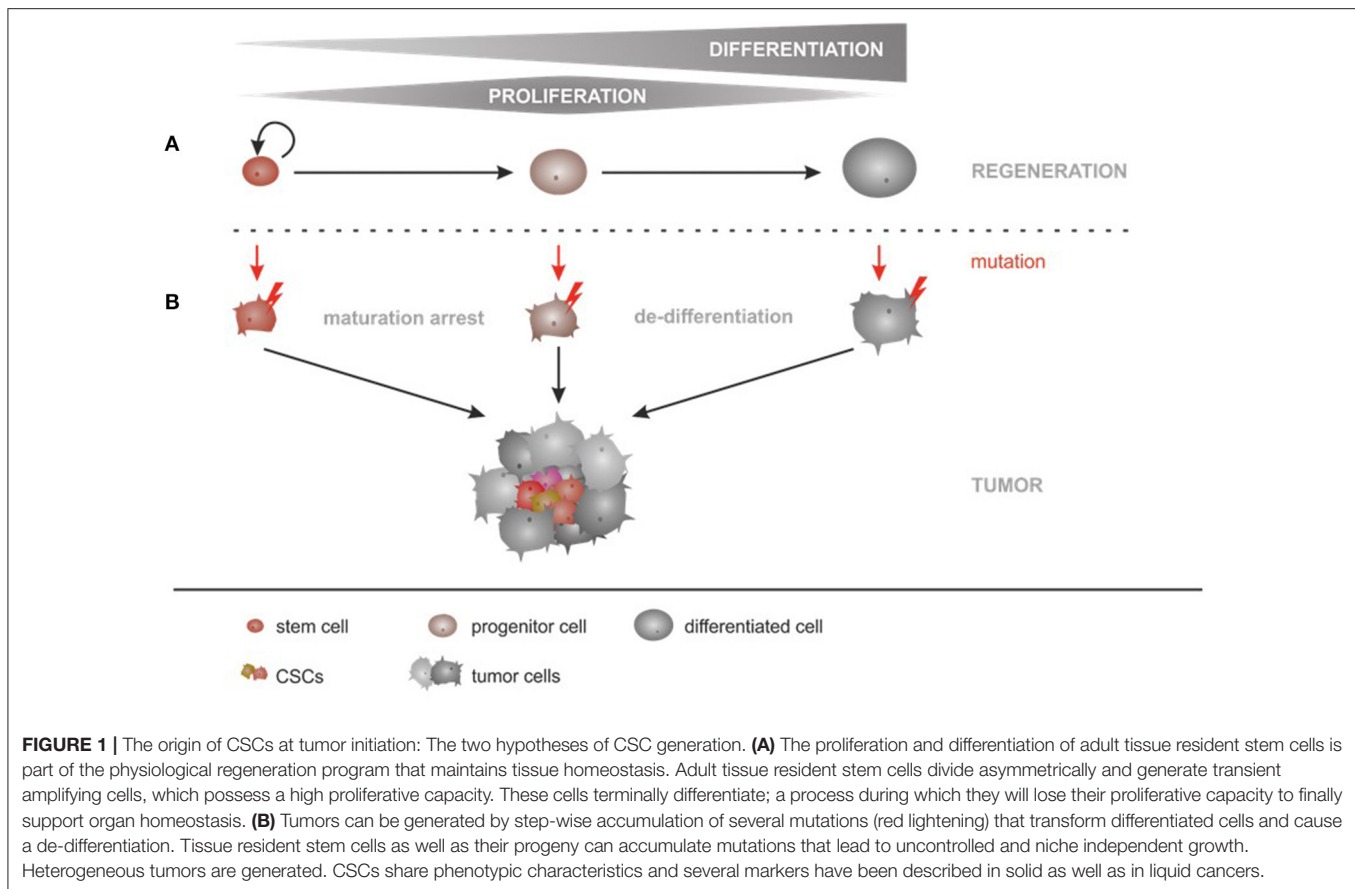 DIFFERENTIATION
PROLIFERATION
A
REGENERATION
mutation
B
maturation arrest
de-differentiation
TUMOR
stem cell
progenitor cell
differentiated cell
CSCs
tumor cells
FIGURE 1 | The origin of CSCs at tumor initiation: The two hypotheses of CSC generation. (A) The proliferation and differentiation of adult tissue resident stem cells is
part of the physiological regeneration program that maintains tissue homeostasis. Adult tissue resident stem cells divide asymmetrically and generate transient
amplifying cells, which possess a high proliferative capacity. These cells terminally differentiate; a process during which they will lose their proliferative capacity to finally
support organ homeostasis. (B) Tumors can be generated by step-wise accumulation of several mutations (red lightening) that transform differentiated cells and cause
a de-differentiation. Tissue resident stem cells as well as their progeny can accumulate mutations that lead to uncontrolled and niche independent growth.
Heterogeneous tumors are generated. CSCs share phenotypic characteristics and several markers have been described in solid as well as in liquid cancers.